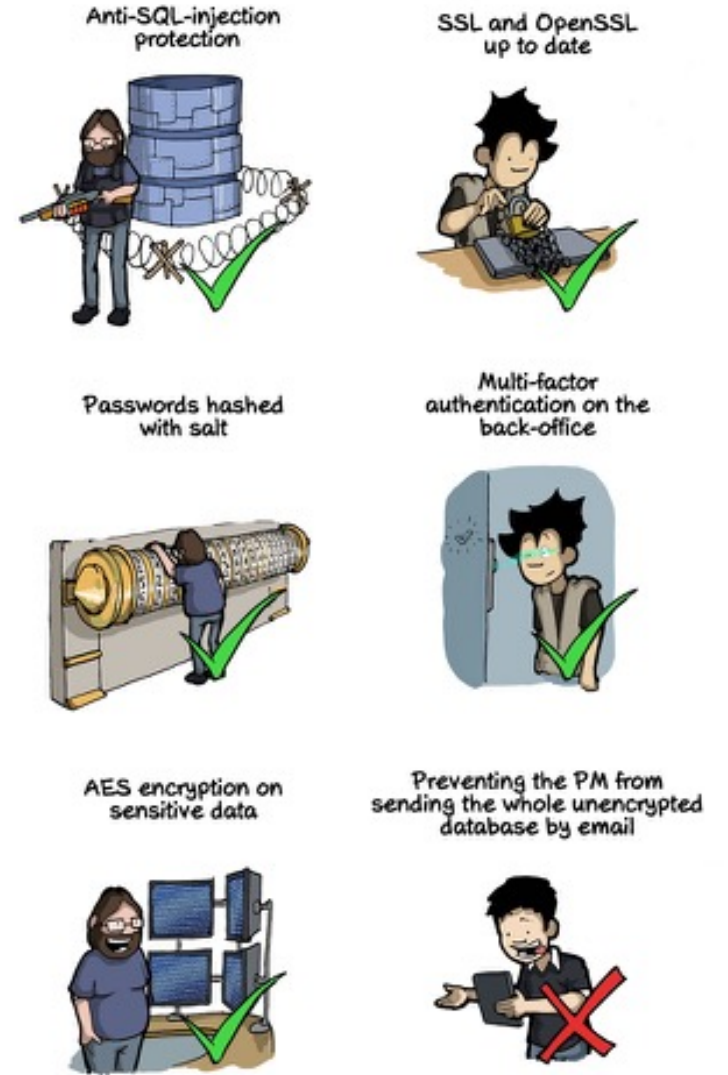 Anti-SQL-injection
protection
SSL and OpenSSL
up to date
Passwords hashed
with salt
Multi-factor
authentication on the
back-office
AES encryption on
sensitive data
Preventing the PM from
sending the whole unencrypted
database by email